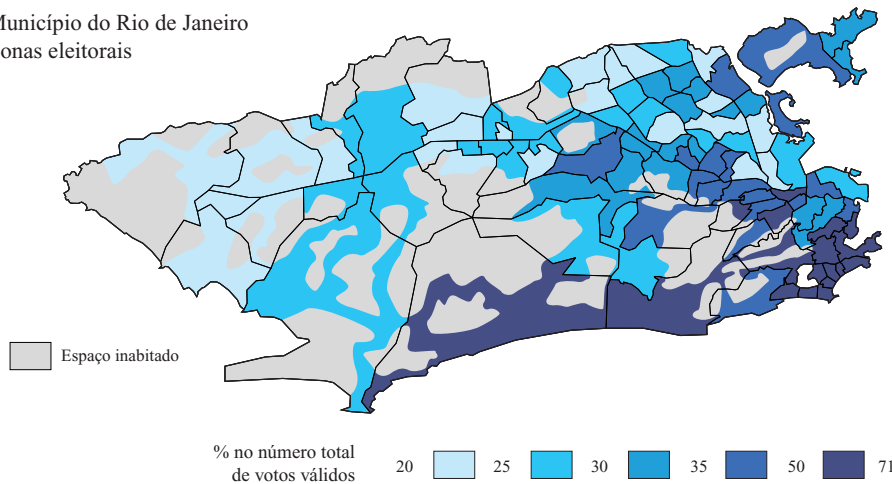 Município do Rio de Janeiro
onas eleitorais
Espaço inabitado
% no número total
de votos válidos
20 25 30 35 50 71